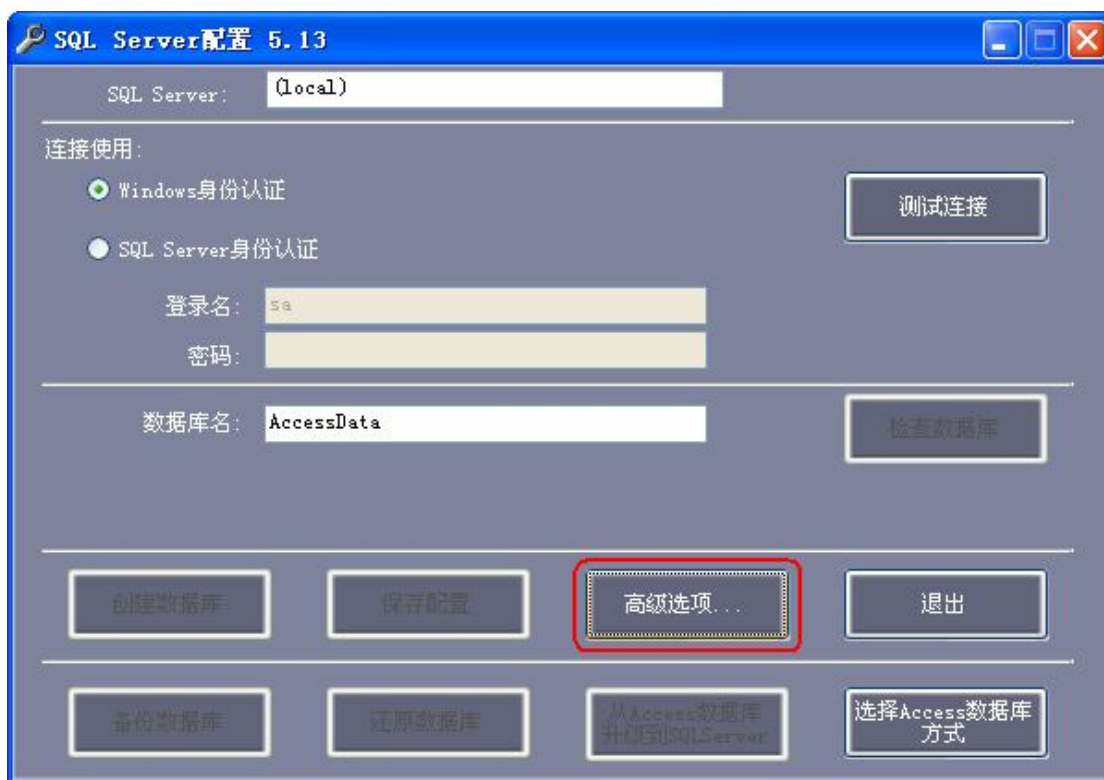 SQL Server配置 5.13
SQL Server:
(local)
连接使用:
Windows身份认证
测试连接
SQL Server身份认证
登录名:
sa
密码:
数据库名:
AccessData
检查数据库
创建数据库
保存配置
高级选项...
退出
备份数据库
还原数据库
从Access数据库
升级到SQLServer
选择Access数据库
方式